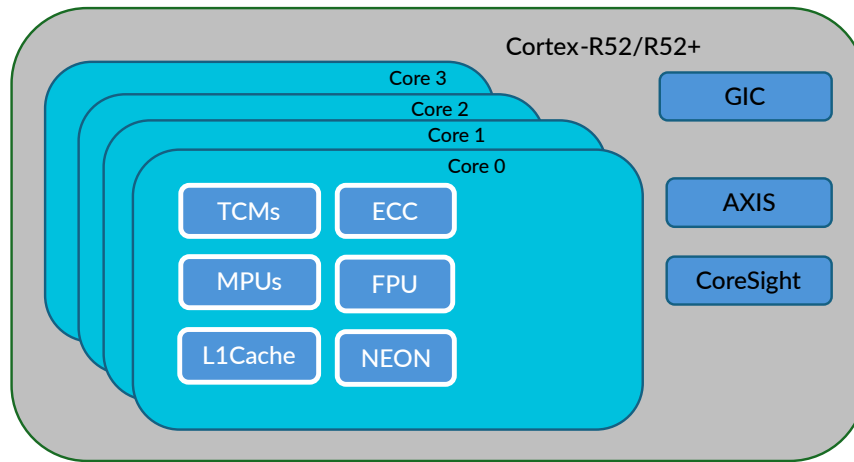 Cortex-R52/R52+
Core 3
Core 2
Core 1
Core 0
TCMs
ECC
MPUs
FPU
L1Cache
NEON
GIC
AXIS
CoreSight